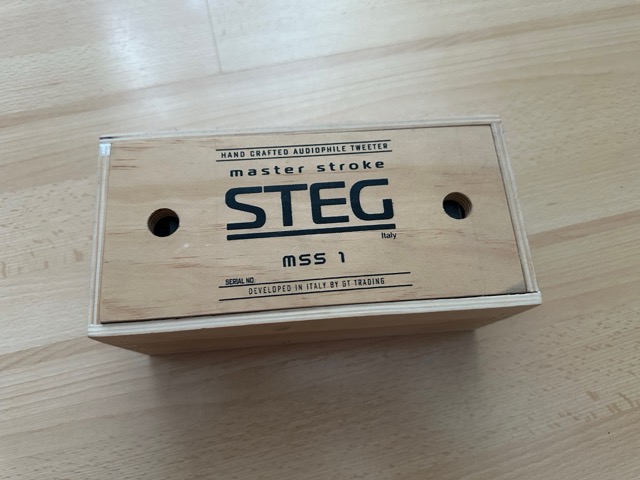 HAND CRAFTED AUDIOPHILE TWEETER
master stroke
STEG
Italy
MSS 1
SERIAL NO.
DEVELOPED IN ITALY BY GT TRADING